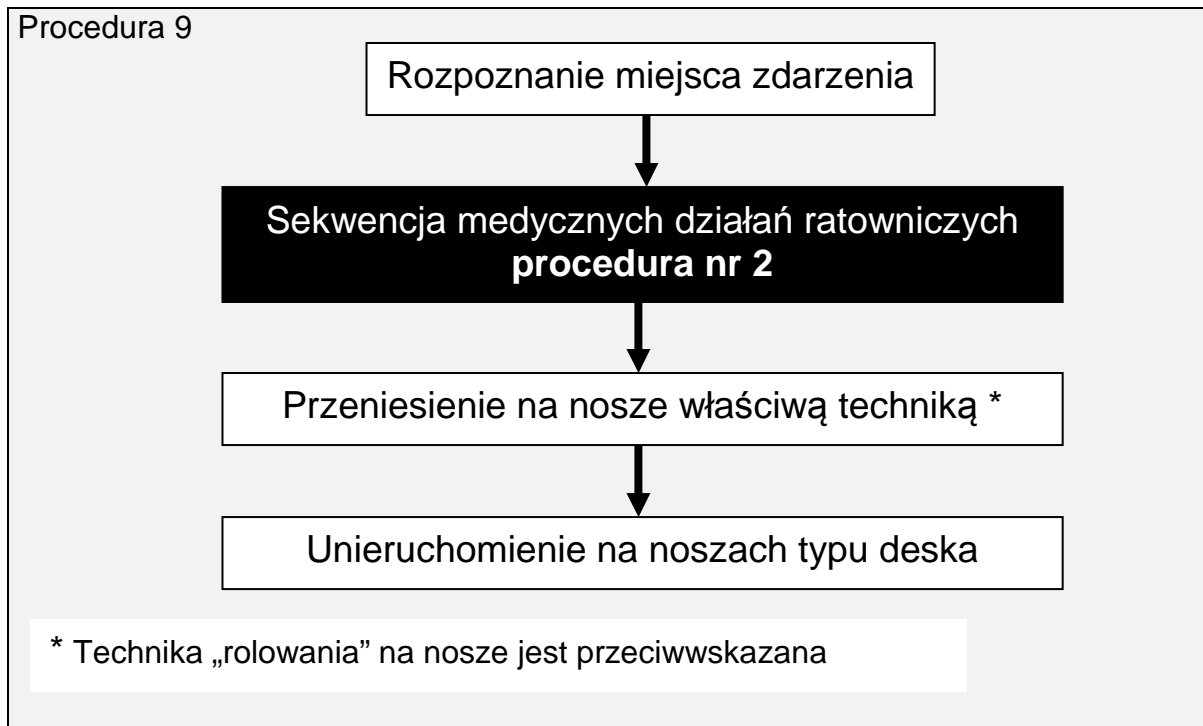 Procedura 9
Rozpoznanie miejsca zdarzenia
Sekwencja medycznych działań ratowniczych
procedura nr 2
Przeniesienie na nosze właściwą techniką *
Unieruchomienie na noszach typu deska
* Technika „rolowania” na nosze jest przeciwwskazana